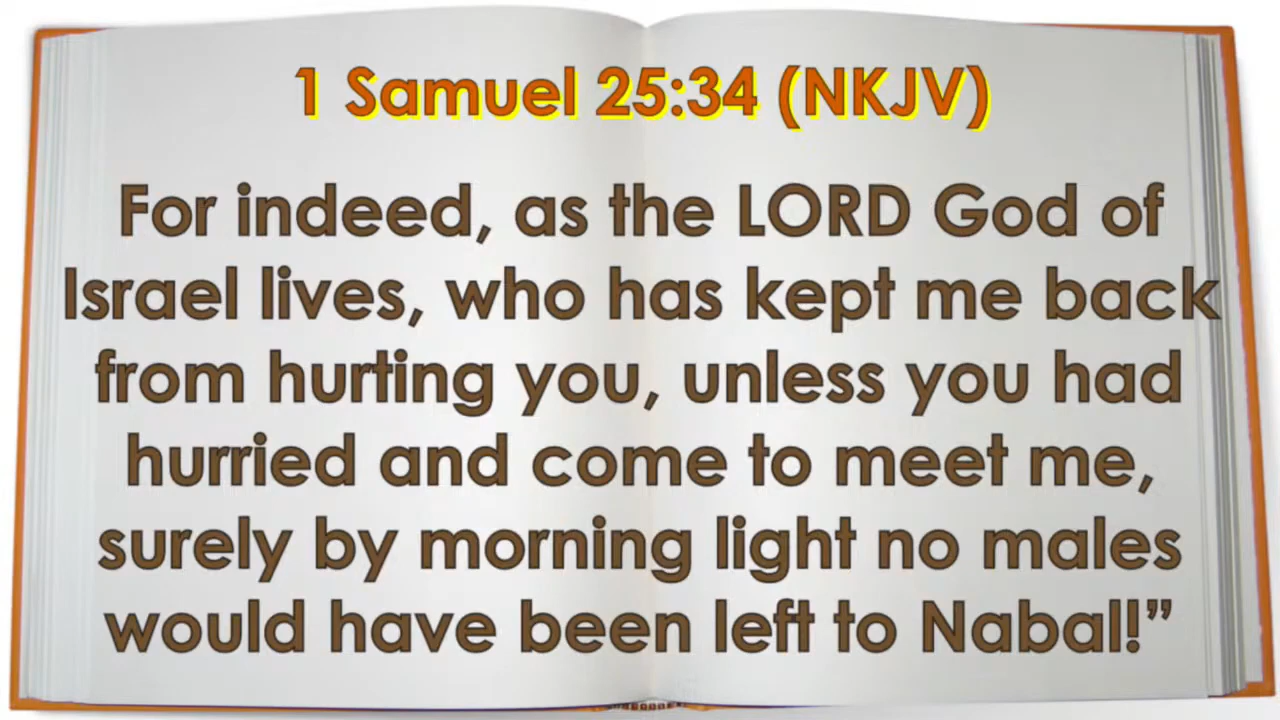 1 Samuel 25:34 (NKJV)
For indeed, as the LORD God of
Israel lives, who has kept me back
from hurting you, unless you had
hurried and come to meet me,
surely by morning light no males
would have been left to Nabal!”